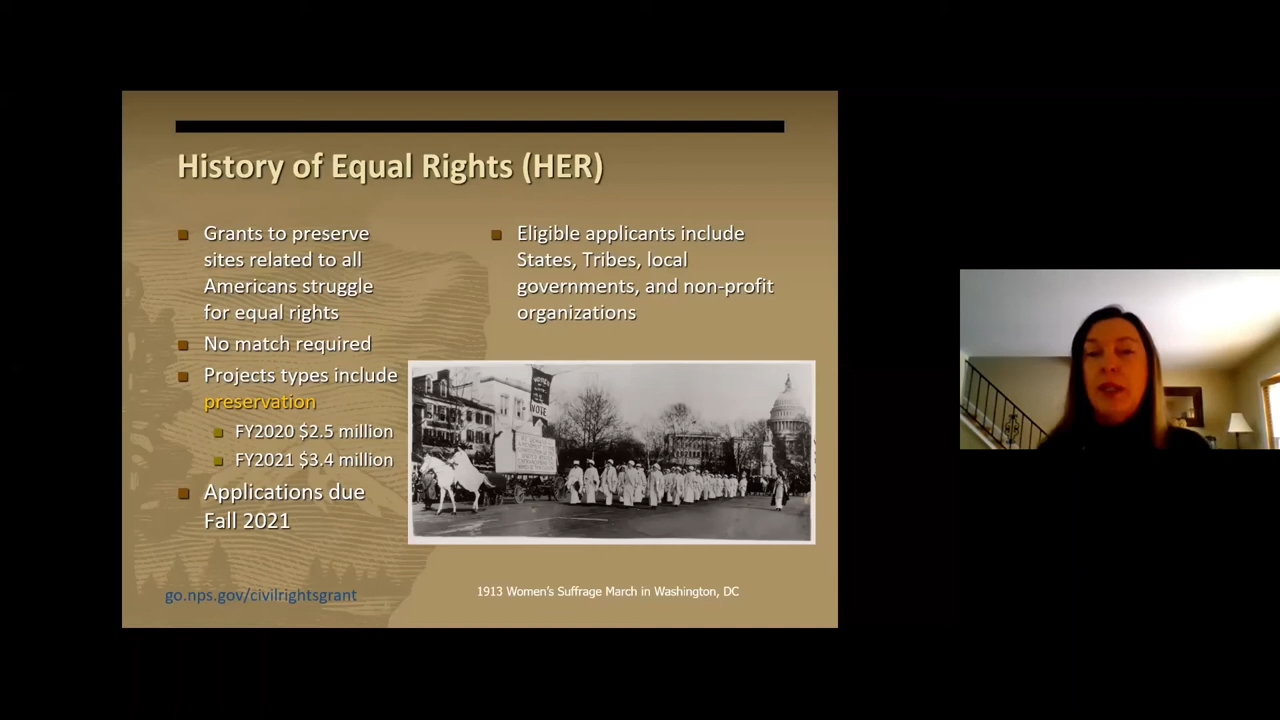 History of Equal Rights (HER)
Grants to preserve
sites related to all
Americans struggle
for equal rights
No match required
Projects types include
preservation
FY2020 $2.5 million
FY2021 $3.4 million
Applications due
Fall 2021
Eligible applicants include
States, Tribes, local
governments, and non-profit
organizations
VOTE
go.nps.gov/civilrightsgrant
1913 Women's Suffrage March in Washington, DC